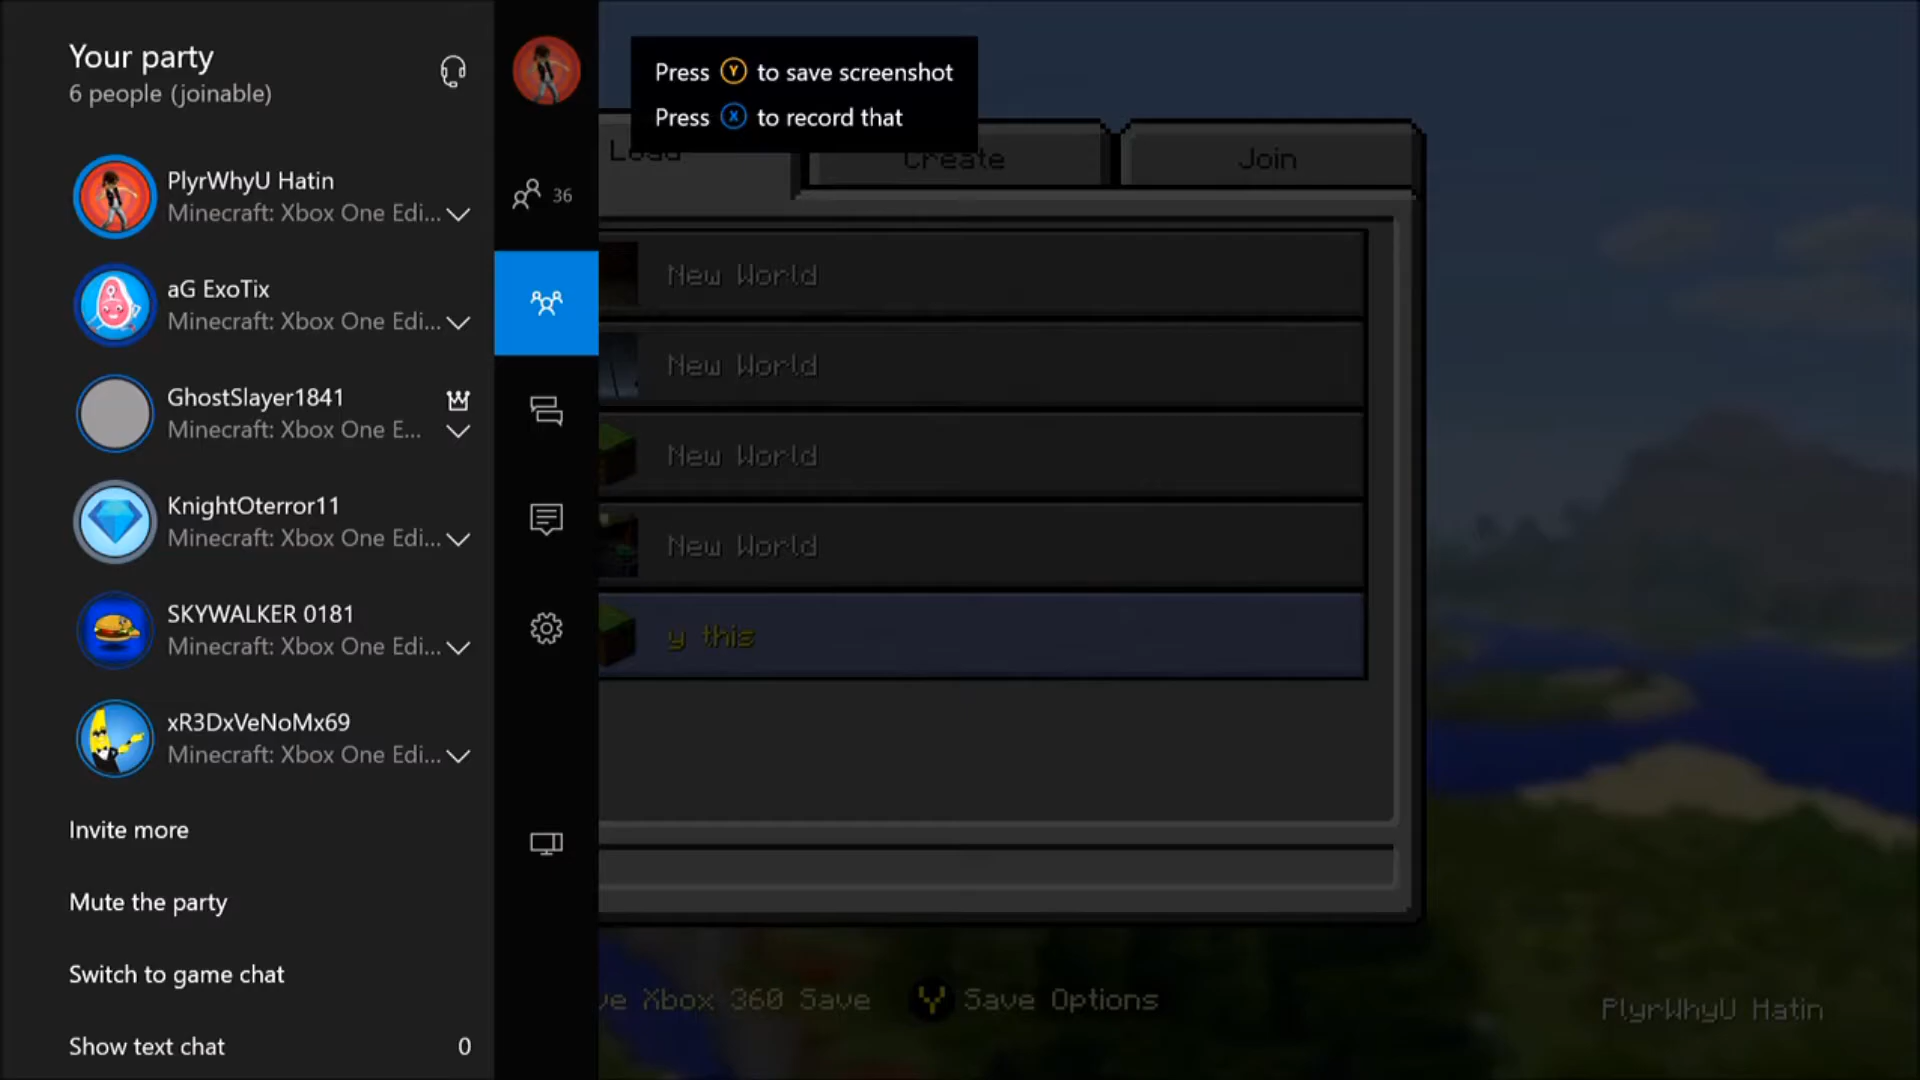 Your party
6 people (joinable)
PlyrWhyU Hatin
Minecraft: Xbox One Edi...
aG ExoTix
Minecraft: Xbox One Edi...
GhostSlayer1841
Minecraft: Xbox One E...
KnightOterror11
Minecraft: Xbox One Edi...
SKYWALKER 0181
Minecraft: Xbox One Edi...
xR3DxVeNoMx69
Minecraft: Xbox One Edi...
Invite more
Mute the party
Switch to game chat
Show text chat 0
36
Press Y to save screenshot
Press X to record that
Load
Create
Join
New World
New World
New World
New World
y this
ve Xbox 360 Save
Y Save Options
PlyrWhyU Hatin